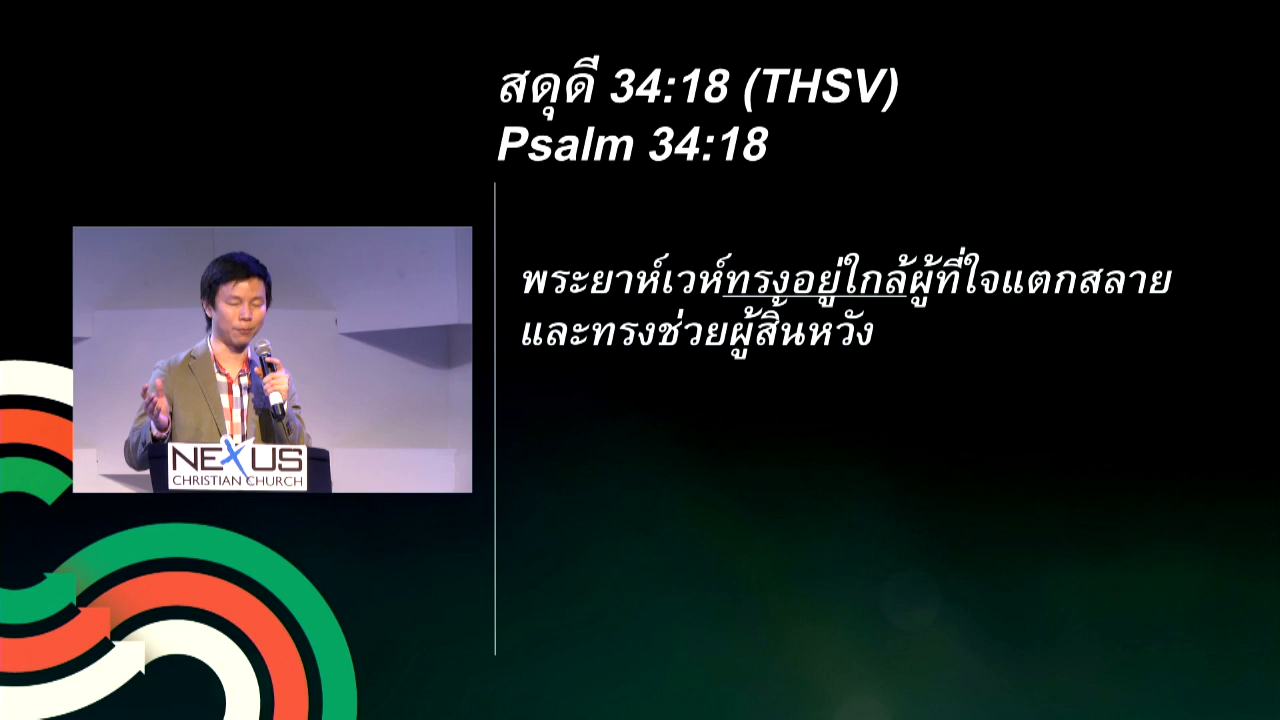 สดุดี 34:18 (THSV)
Psalm 34:18
พระยาห์เวห์ทรงอยู่ใกล้ผู้ที่ใจแตกสลาย
และทรงช่วยผู้สิ้นหวัง
NEXUS
CHRISTIAN CHURCH